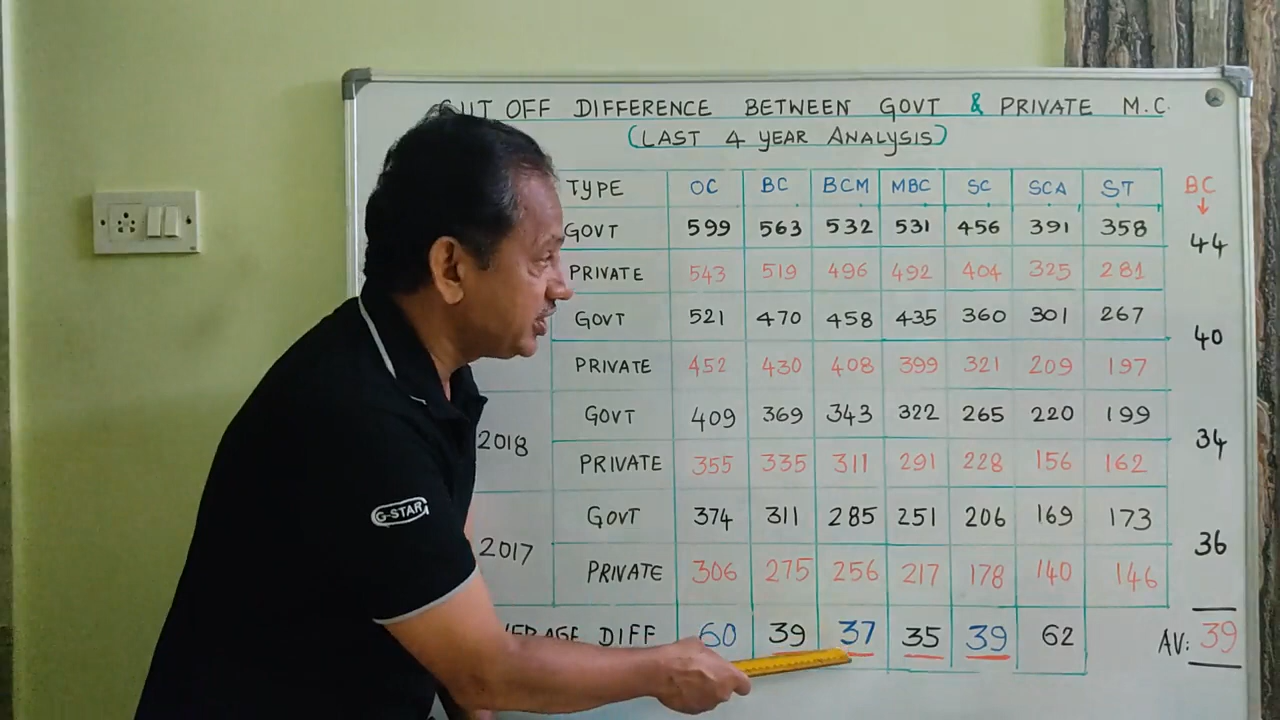 CUT OFF DIFFERENCE BETWEEN GOVT & PRIVATE M.C.
(LAST 4 YEAR ANALYSIS)
TYPE OC BC BCM MBC SC SCA ST BC
GOVT 599 563 532 531 456 391 358
44
PRIVATE 543 519 496 492 404 325 281
GOVT 521 470 458 435 360 301 267
40
PRIVATE 452 430 408 399 321 209 197
GOVT 409 369 343 322 265 220 199
2018 34
PRIVATE 355 335 311 291 228 156 162
GOVT 374 311 285 251 206 169 173
2017 36
PRIVATE 306 275 256 217 178 140 146
DIFF 60 39 37 35 39 62 AV: 39
G-STAR